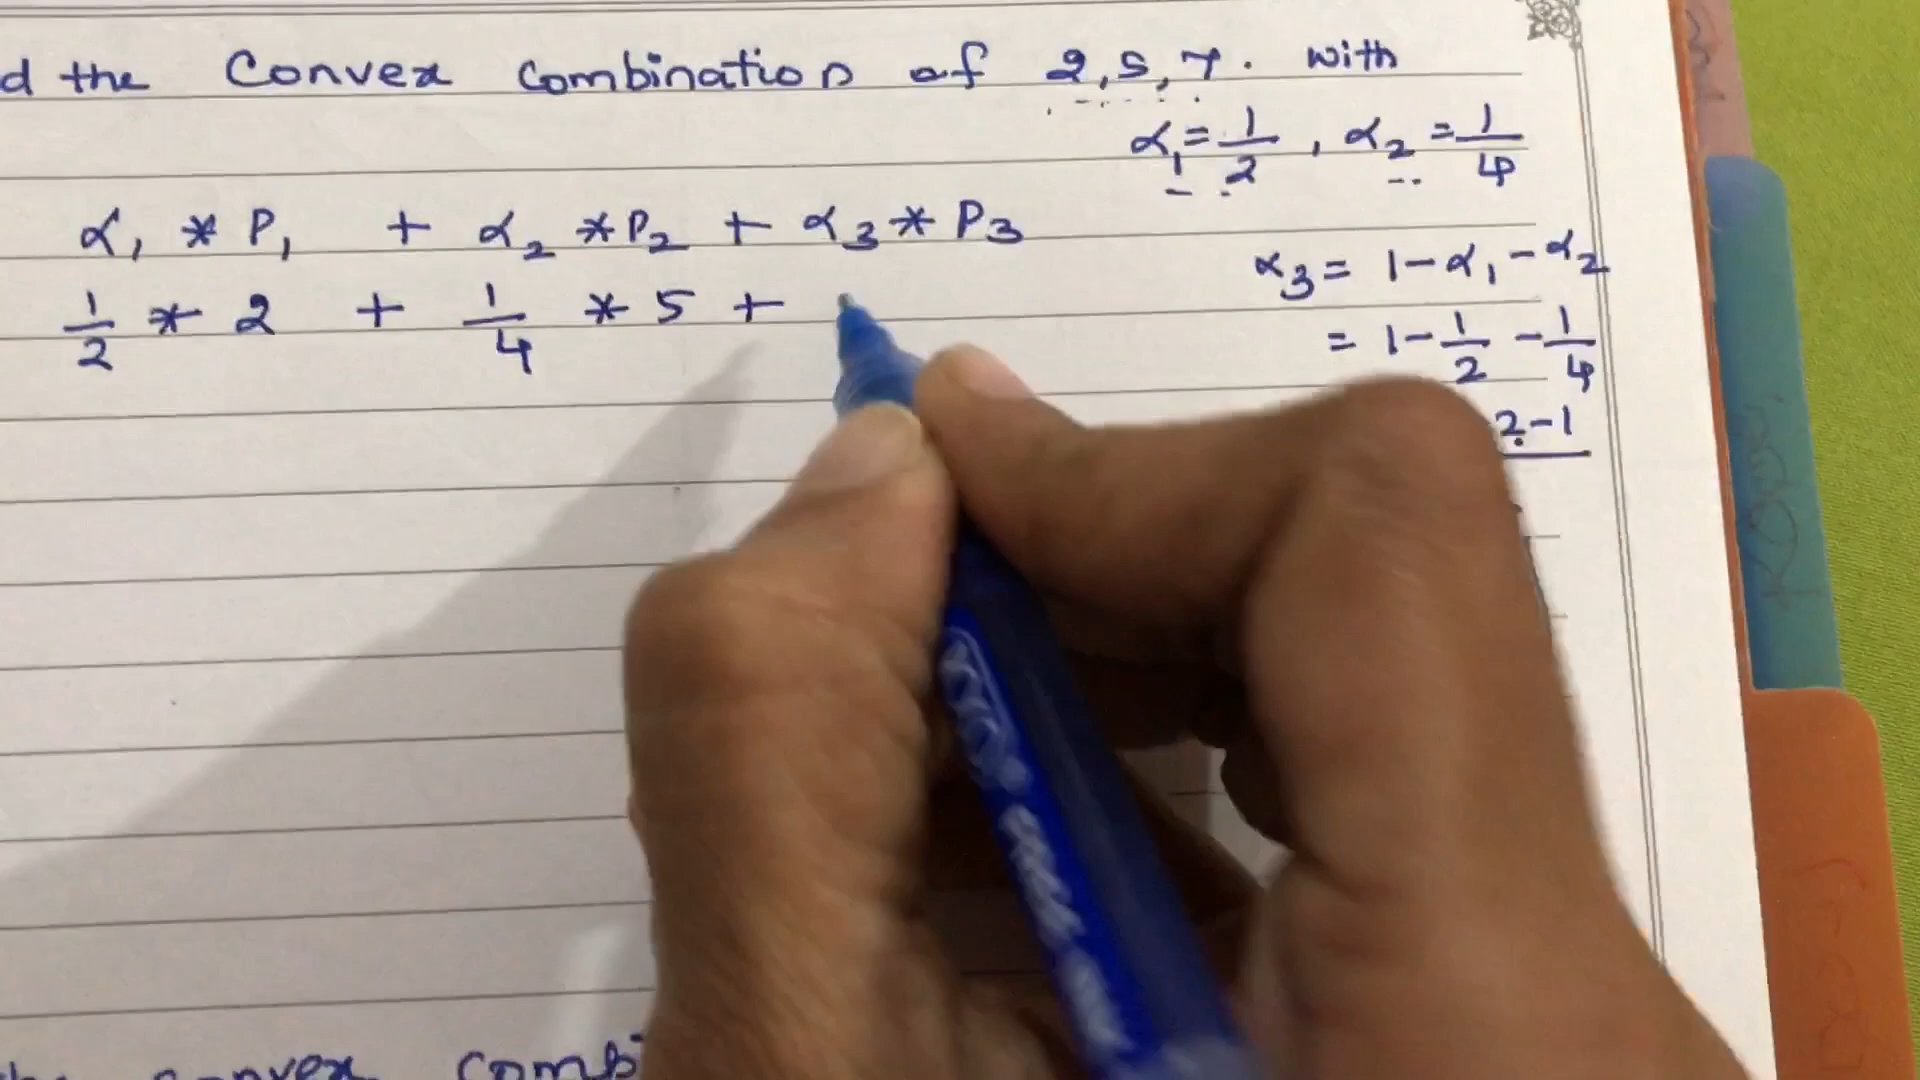 d the Convex Combination of 2,5,7. with
α₁ = 1/2 , α₂ = 1/4
α₁ * P₁ + α₂ * P₂ + α₃ * P₃
α₃ = 1 - α₁ - α₂
1/2 * 2 + 1/4 * 5 +
= 1 - 1/2 - 1/4
2 - 1
convex combi